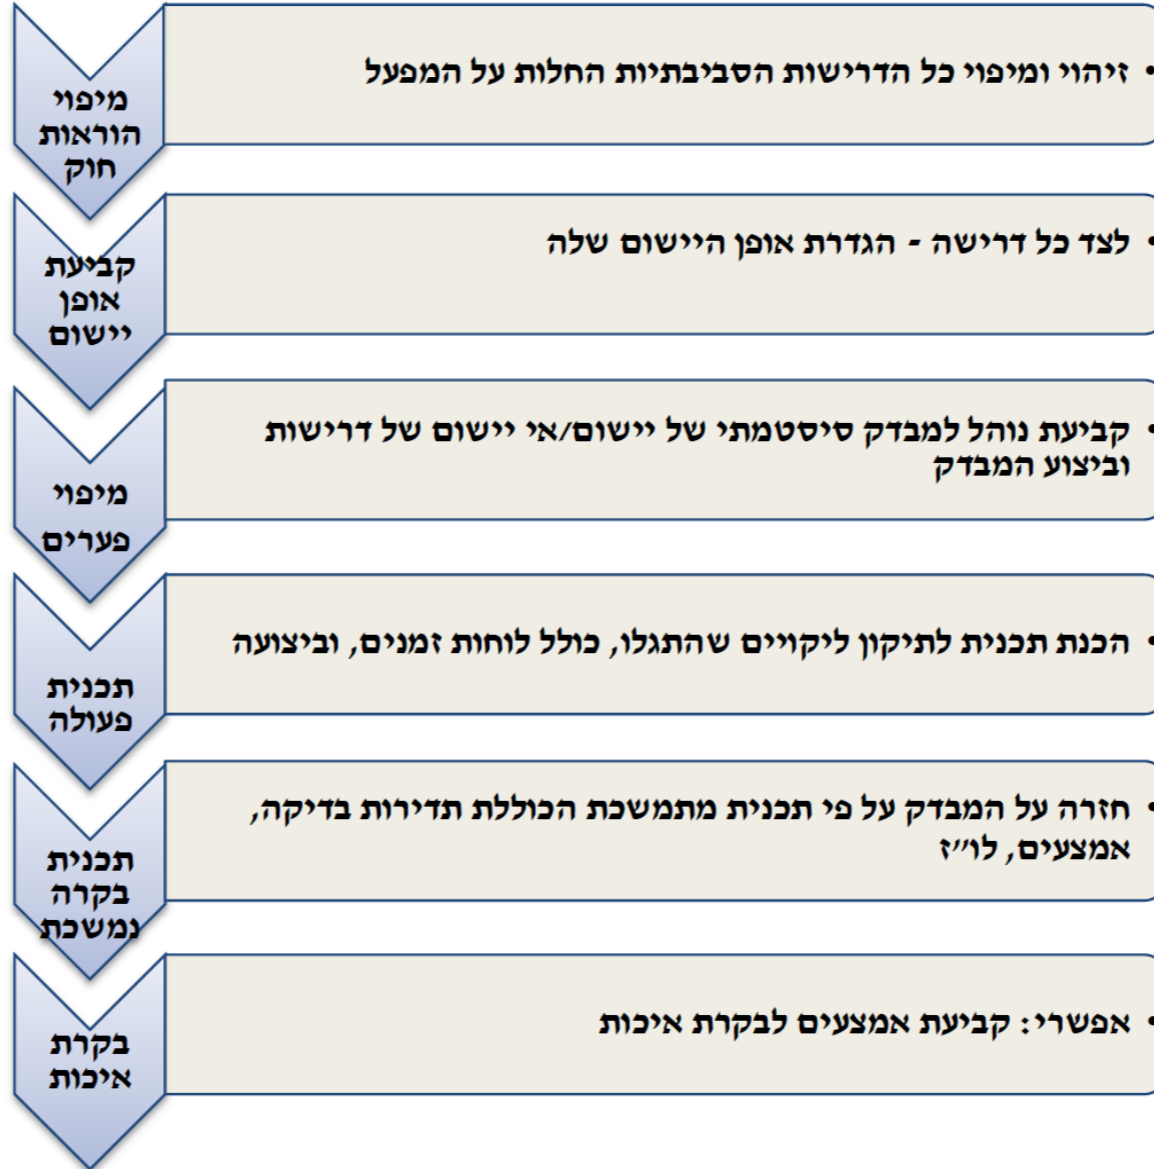 מיפוי
הוראות
חוק
• זיהוי ומיפוי כל הדרישות הסביבתיות החלות על המפעל
קביעת
אופן
יישום
• לצד כל דרישה - הגדרת אופן היישום שלה
מיפוי
פערים
• קביעת נוהל למבדק סיסטמתי של יישום/אי יישום של דרישות
וביצוע המבדק
תכנית
פעולה
• הכנת תכנית לתיקון ליקויים שהתגלו, כולל לוחות זמנים, וביצועה
תכנית
בקרה
נמשכת
• חזרה על המבדק על פי תכנית מתמשכת הכוללת תדירות בדיקה,
אמצעים, לו״ז
בקרת
איכות
• אפשרי: קביעת אמצעים לבקרת איכות